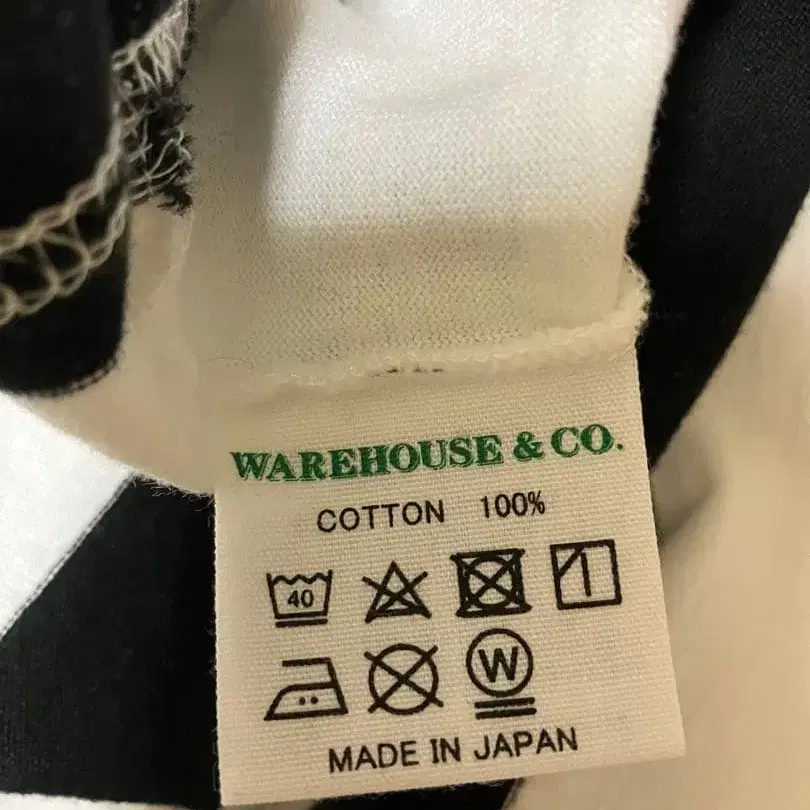 WAREHOUSE & CO.
COTTON 100%
40
W
MADE IN JAPAN